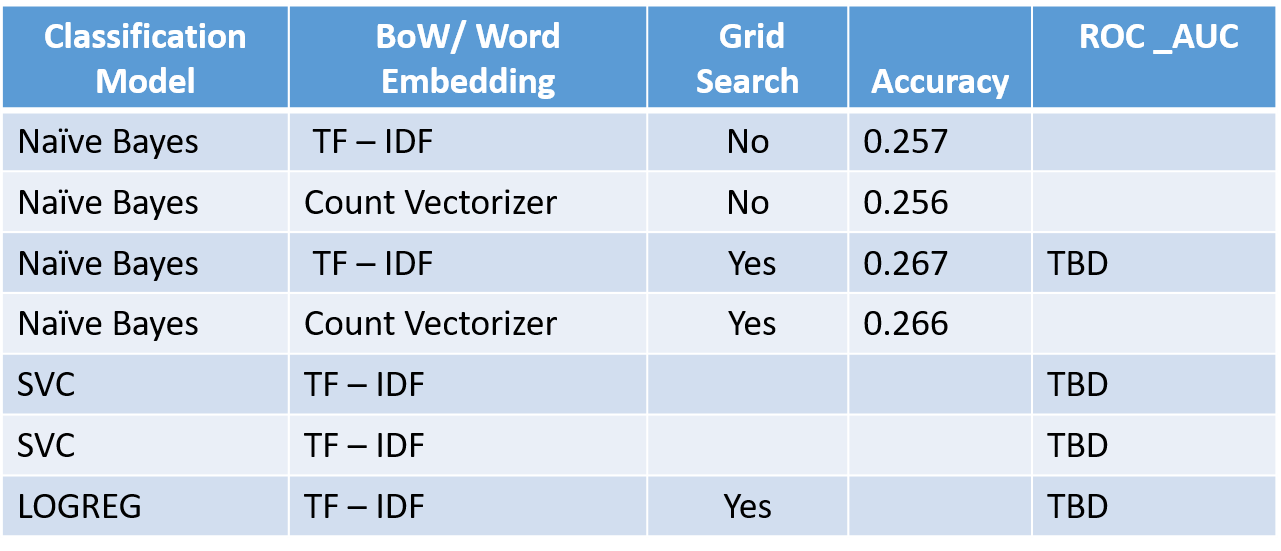 Classification Model BoW/ Word Embedding Grid Search Accuracy ROC _AUC
Naïve Bayes TF – IDF No 0.257
Naïve Bayes Count Vectorizer No 0.256
Naïve Bayes TF – IDF Yes 0.267 TBD
Naïve Bayes Count Vectorizer Yes 0.266
SVC TF – IDF TBD
SVC TF – IDF TBD
LOGREG TF – IDF Yes TBD